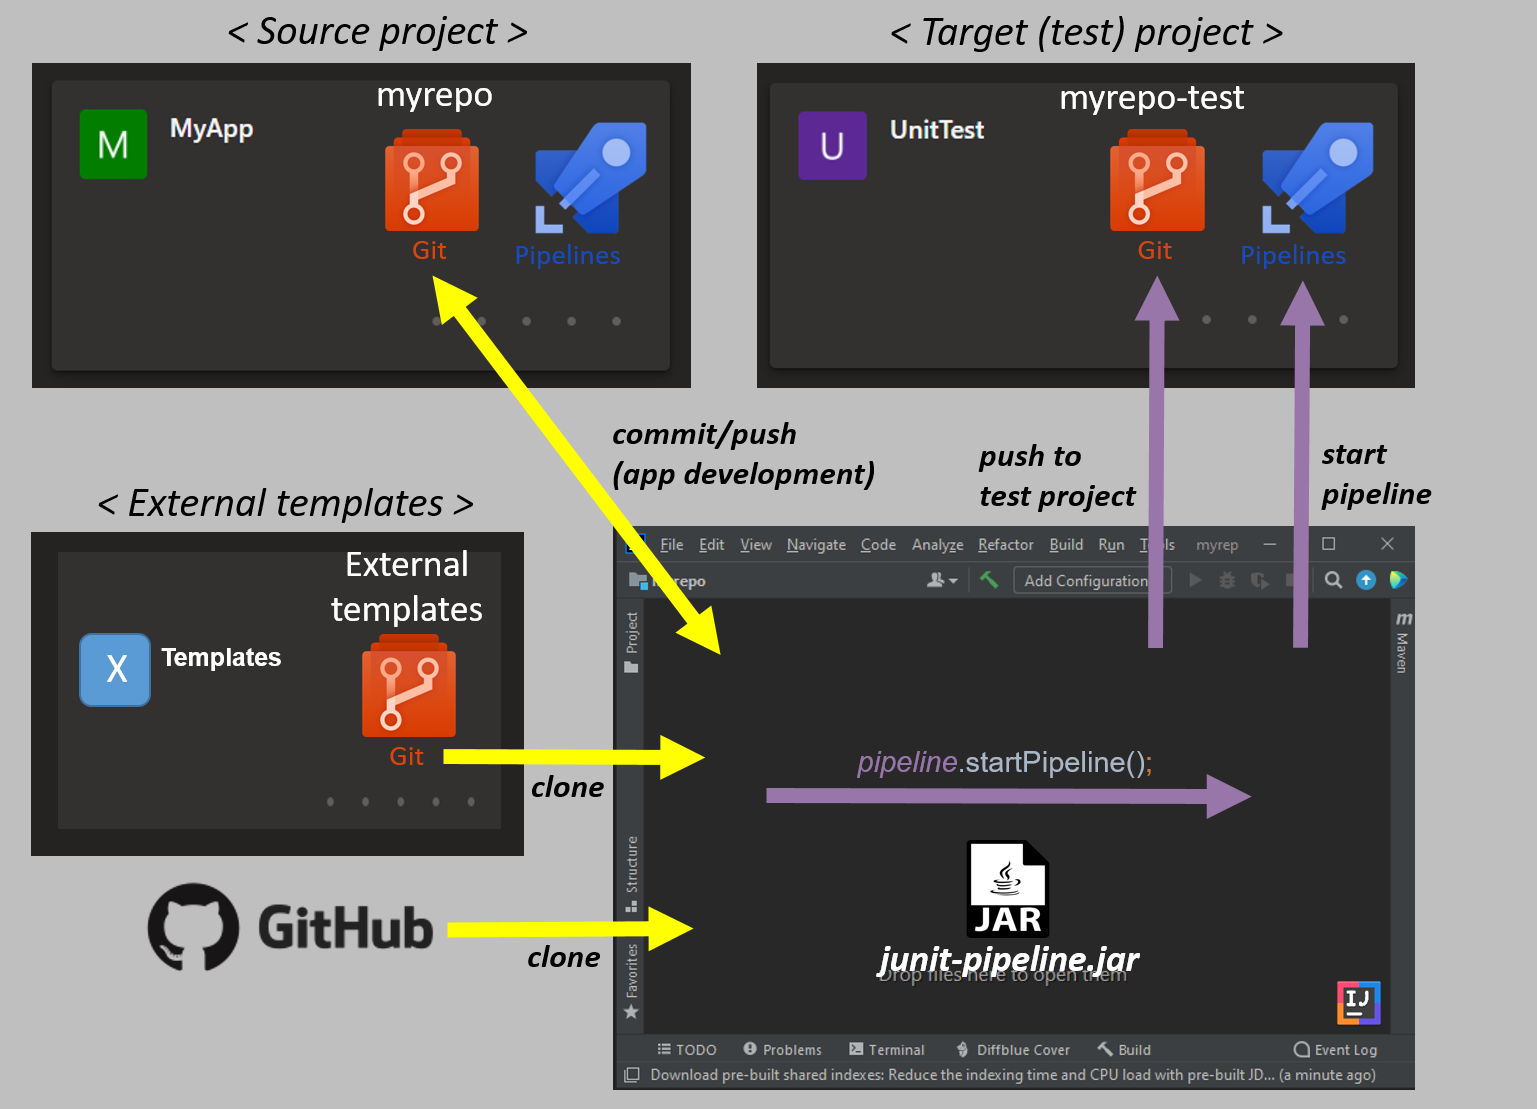 < Source project >
< Target (test) project >
myrepo
M
MyApp
Git
Pipelines
myrepo-test
U
UnitTest
Git
Pipelines
commit/push
(app development)
push to
test project
start
pipeline
< External templates >
External
templates
X
Templates
Git
clone
GitHub
clone
File Edit View Navigate Code Analyze Refactor Build Run Tools myrep
Add Configuration
Project
m
Maven
pipeline.startPipeline();
Structure
JAR
junit-pipeline.jar
Drop files here to open them
Favorites
IJ
TODO Problems Terminal Diffblue Cover Build Event Log
Download pre-built shared indexes: Reduce the indexing time and CPU load with pre-built JD... (a minute ago)